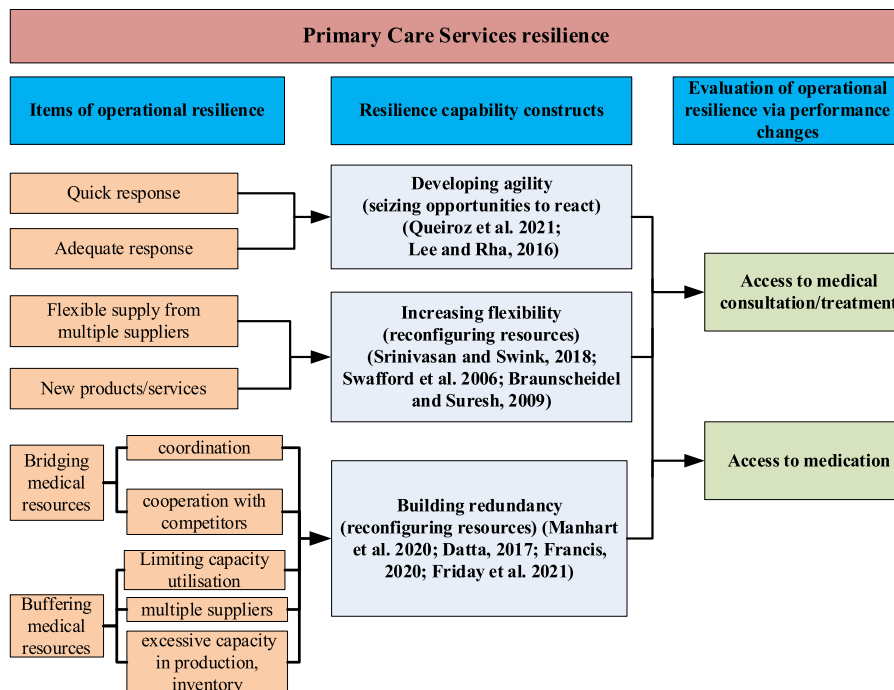 Primary Care Services resilience
Items of operational resilience
Resilience capability constructs
Evaluation of operational
resilience via performance
changes
Quick response
Adequate response
Developing agility
(seizing opportunities to react)
(Queiroz et al. 2021;
Lee and Rha, 2016)
Flexible supply from
multiple suppliers
New products/services
Increasing flexibility
(reconfiguring resources)
(Srinivasan and Swink, 2018;
Swafford et al. 2006; Braunscheidel
and Suresh, 2009)
Access to medical
consultation/treatment
Bridging
medical
resources
coordination
cooperation with
competitors
Buffering
medical
resources
Limiting capacity
utilisation
multiple suppliers
excessive capacity
in production,
inventory
Building redundancy
(reconfiguring resources) (Manhart
et al. 2020; Datta, 2017; Francis,
2020; Friday et al. 2021)
Access to medication